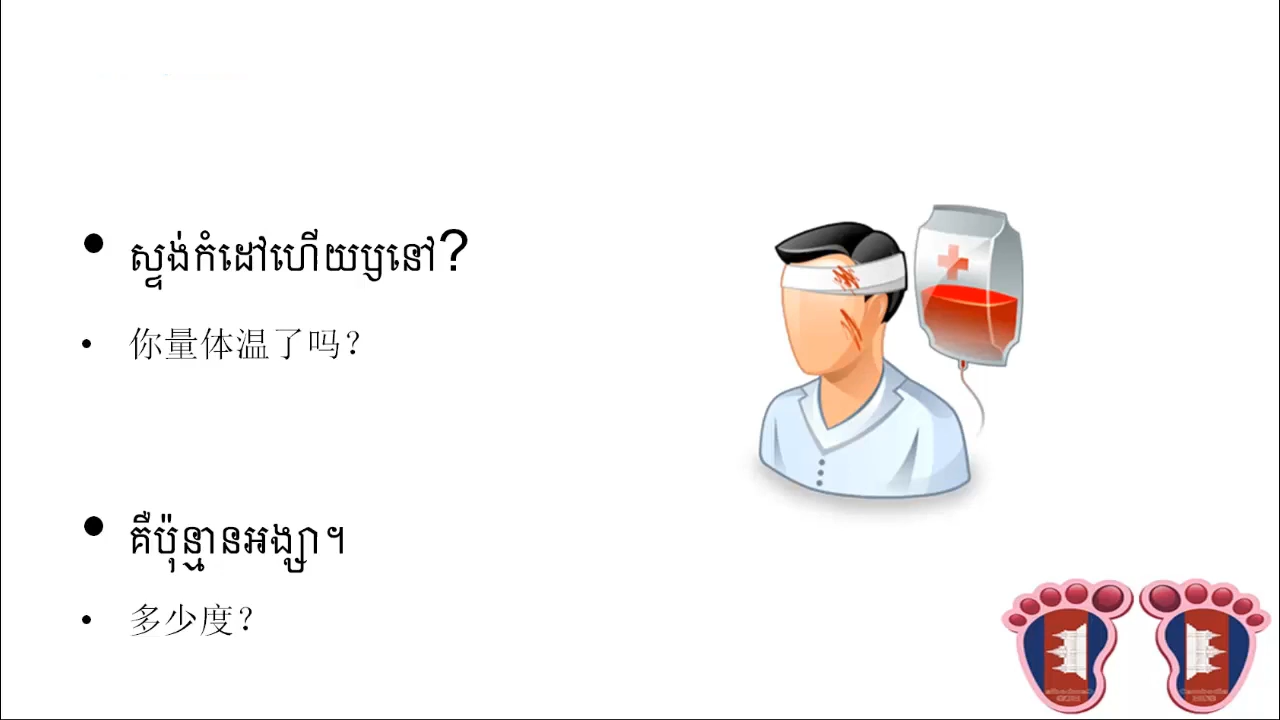 • ស្ទង់កំដៅហើយឬនៅ?
• 你量体温了吗?
• គឺប៉ុន្មានអង្សា។
• 多少度?